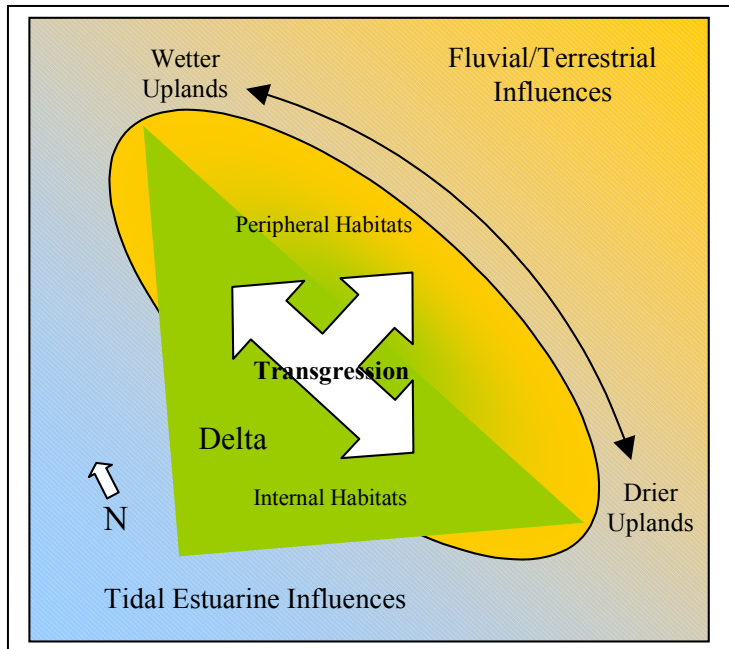 Wetter
Uplands
Fluvial/Terrestrial
Influences
Peripheral Habitats
Transgression
Delta
Internal Habitats
N
Drier
Uplands
Tidal Estuarine Influences